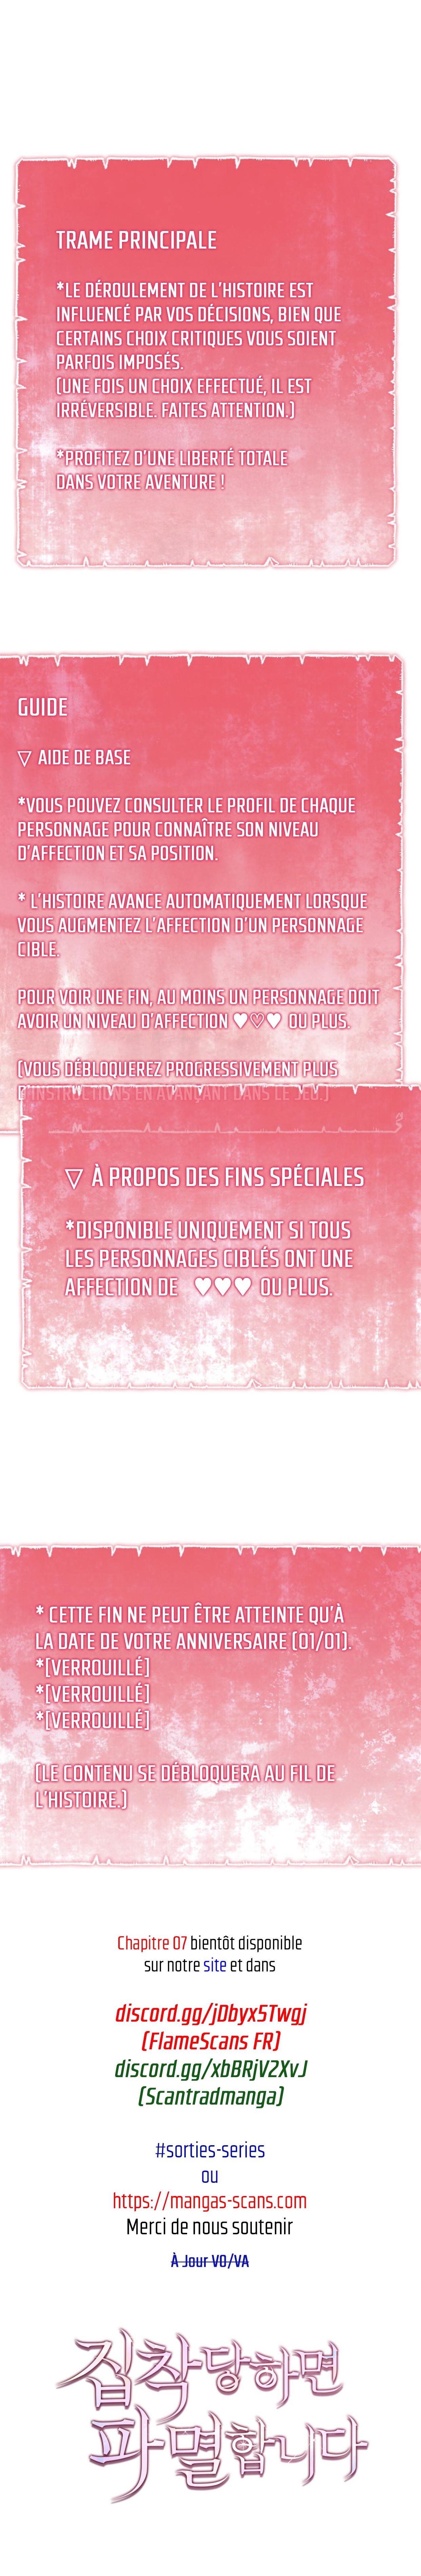 TRAME PRINCIPALE
*LE DÉROULEMENT DE L'HISTOIRE EST
INFLUENCÉ PAR VOS DÉCISIONS, BIEN QUE
CERTAINS CHOIX CRITIQUES VOUS SOIENT
PARFOIS IMPOSÉS.
(UNE FOIS UN CHOIX EFFECTUÉ, IL EST
IRRÉVERSIBLE. FAITES ATTENTION.)
*PROFITEZ D'UNE LIBERTÉ TOTALE
DANS VOTRE AVENTURE !
GUIDE
▽ AIDE DE BASE
*VOUS POUVEZ CONSULTER LE PROFIL DE CHAQUE
PERSONNAGE POUR CONNAÎTRE SON NIVEAU
D'AFFECTION ET SA POSITION.
* L'HISTOIRE AVANCE AUTOMATIQUEMENT LORSQUE
VOUS AUGMENTEZ L'AFFECTION D'UN PERSONNAGE
CIBLE.
POUR VOIR UNE FIN, AU MOINS UN PERSONNAGE DOIT
AVOIR UN NIVEAU D'AFFECTION ♥♡♥ OU PLUS.
(VOUS DÉBLOQUEREZ PROGRESSIVEMENT PLUS
D'INSTRUCTIONS EN AVANÇANT DANS LE JEU.)
▽ À PROPOS DES FINS SPÉCIALES
*DISPONIBLE UNIQUEMENT SI TOUS
LES PERSONNAGES CIBLÉS ONT UNE
AFFECTION DE ♥♥♥ OU PLUS.
* CETTE FIN NE PEUT ÊTRE ATTEINTE QU'À
LA DATE DE VOTRE ANNIVERSAIRE (01/01).
*[VERROUILLÉ]
*[VERROUILLÉ]
*[VERROUILLÉ]
(LE CONTENU SE DÉBLOQUERA AU FIL DE
L'HISTOIRE.)
Chapitre 07 bientôt disponible
sur notre site et dans
discord.gg/jDbyx5Twgj
(FlameScans FR)
discord.gg/xbBRjV2XvJ
(Scantradmanga)
#sorties-series
ou
https://mangas-scans.com
Merci de nous soutenir
À Jour VO/VA
집착당하면
파멸합니다